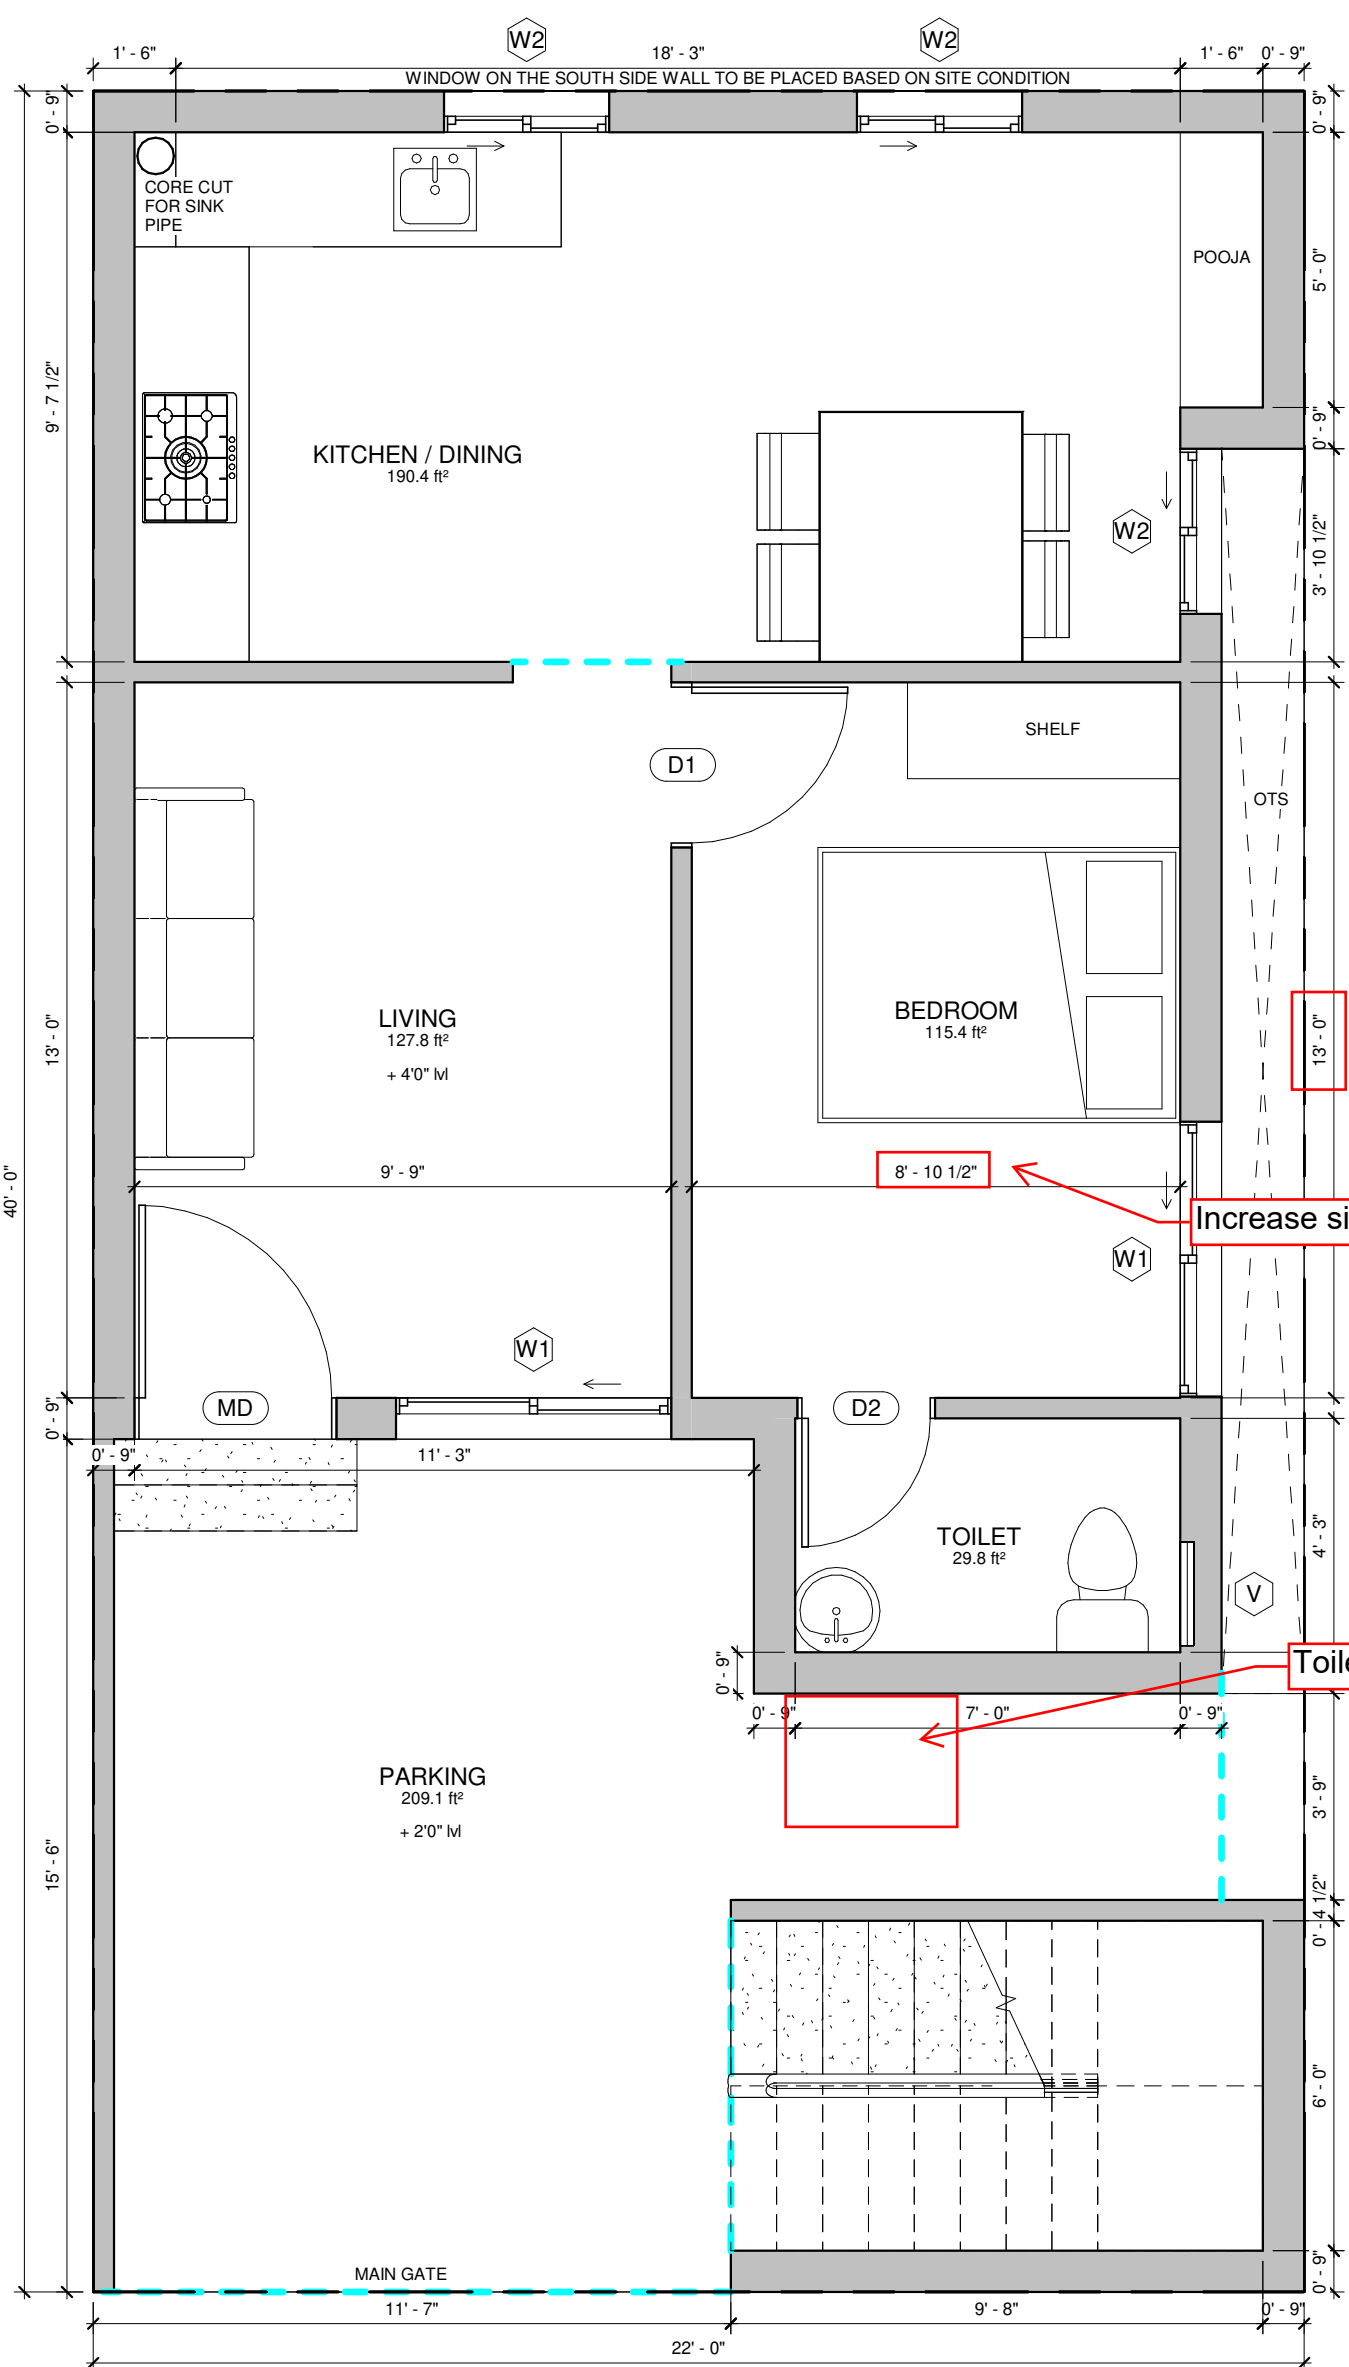 W2
W2
1' - 6"
18' - 3"
1' - 6"
0' - 9"
WINDOW ON THE SOUTH SIDE WALL TO BE PLACED BASED ON SITE CONDITION
0' - 9"
0' - 9"
CORE CUT
FOR SINK
PIPE
POOJA
5' - 0"
9' - 7 1/2"
0' - 9"
KITCHEN / DINING
190.4 ft²
W2
3' - 10 1/2"
SHELF
D1
OTS
LIVING
127.8 ft²
+ 4'0" lvl
BEDROOM
115.4 ft²
13' - 0"
13' - 0"
40' - 0"
9' - 9"
8' - 10 1/2"
Increase si
W1
W1
MD
D2
0' - 9"
0' - 9"
11' - 3"
TOILET
29.8 ft²
4' - 3"
V
0' - 9"
Toile
0' - 9"
7' - 0"
0' - 9"
PARKING
209.1 ft²
+ 2'0" lvl
3' - 9"
15' - 6"
0' - 4 1/2"
6' - 0"
MAIN GATE
0' - 9"
11' - 7"
9' - 8"
0' - 9"
22' - 0"